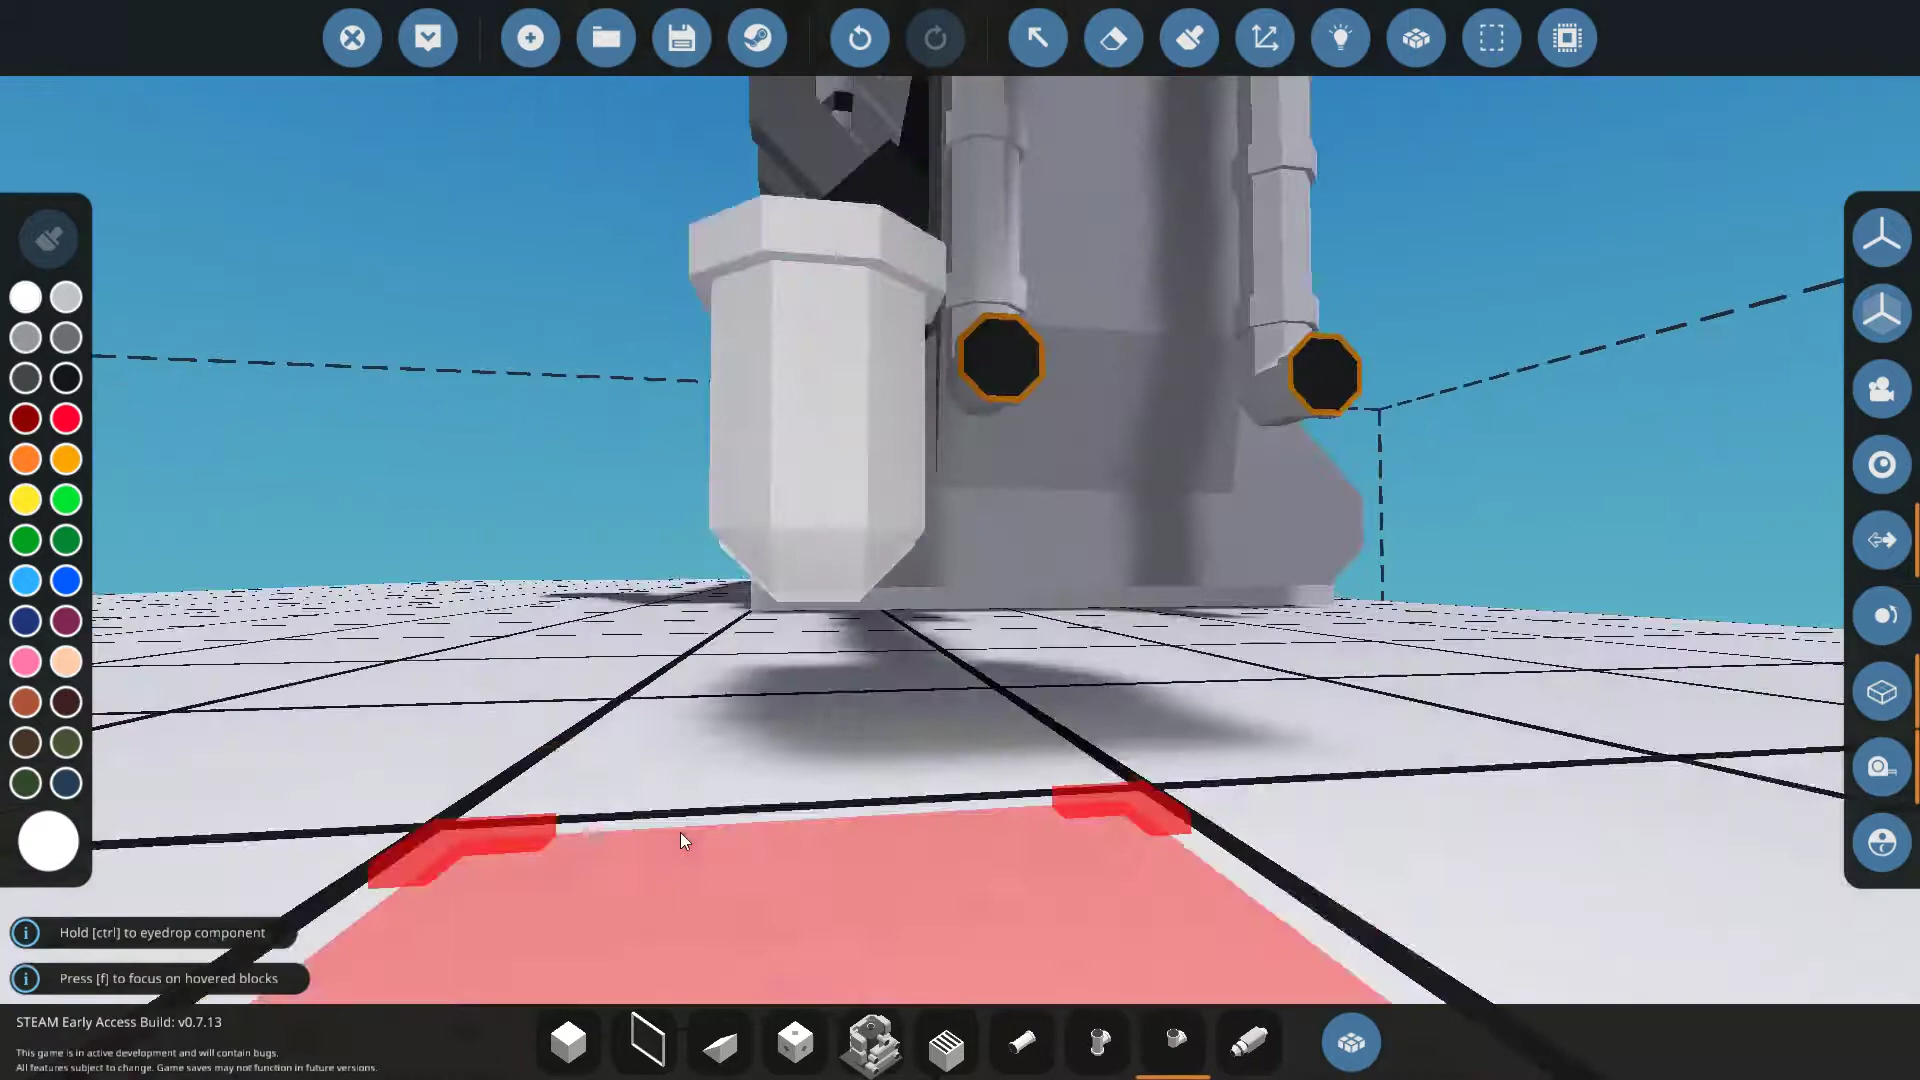 Hold [ctrl] to eyedrop component
Press [f] to focus on hovered blocks
STEAM Early Access Build: v0.7.13
This game is in active development and will contain bugs.
All features subject to change. Game saves may not function in future versions.